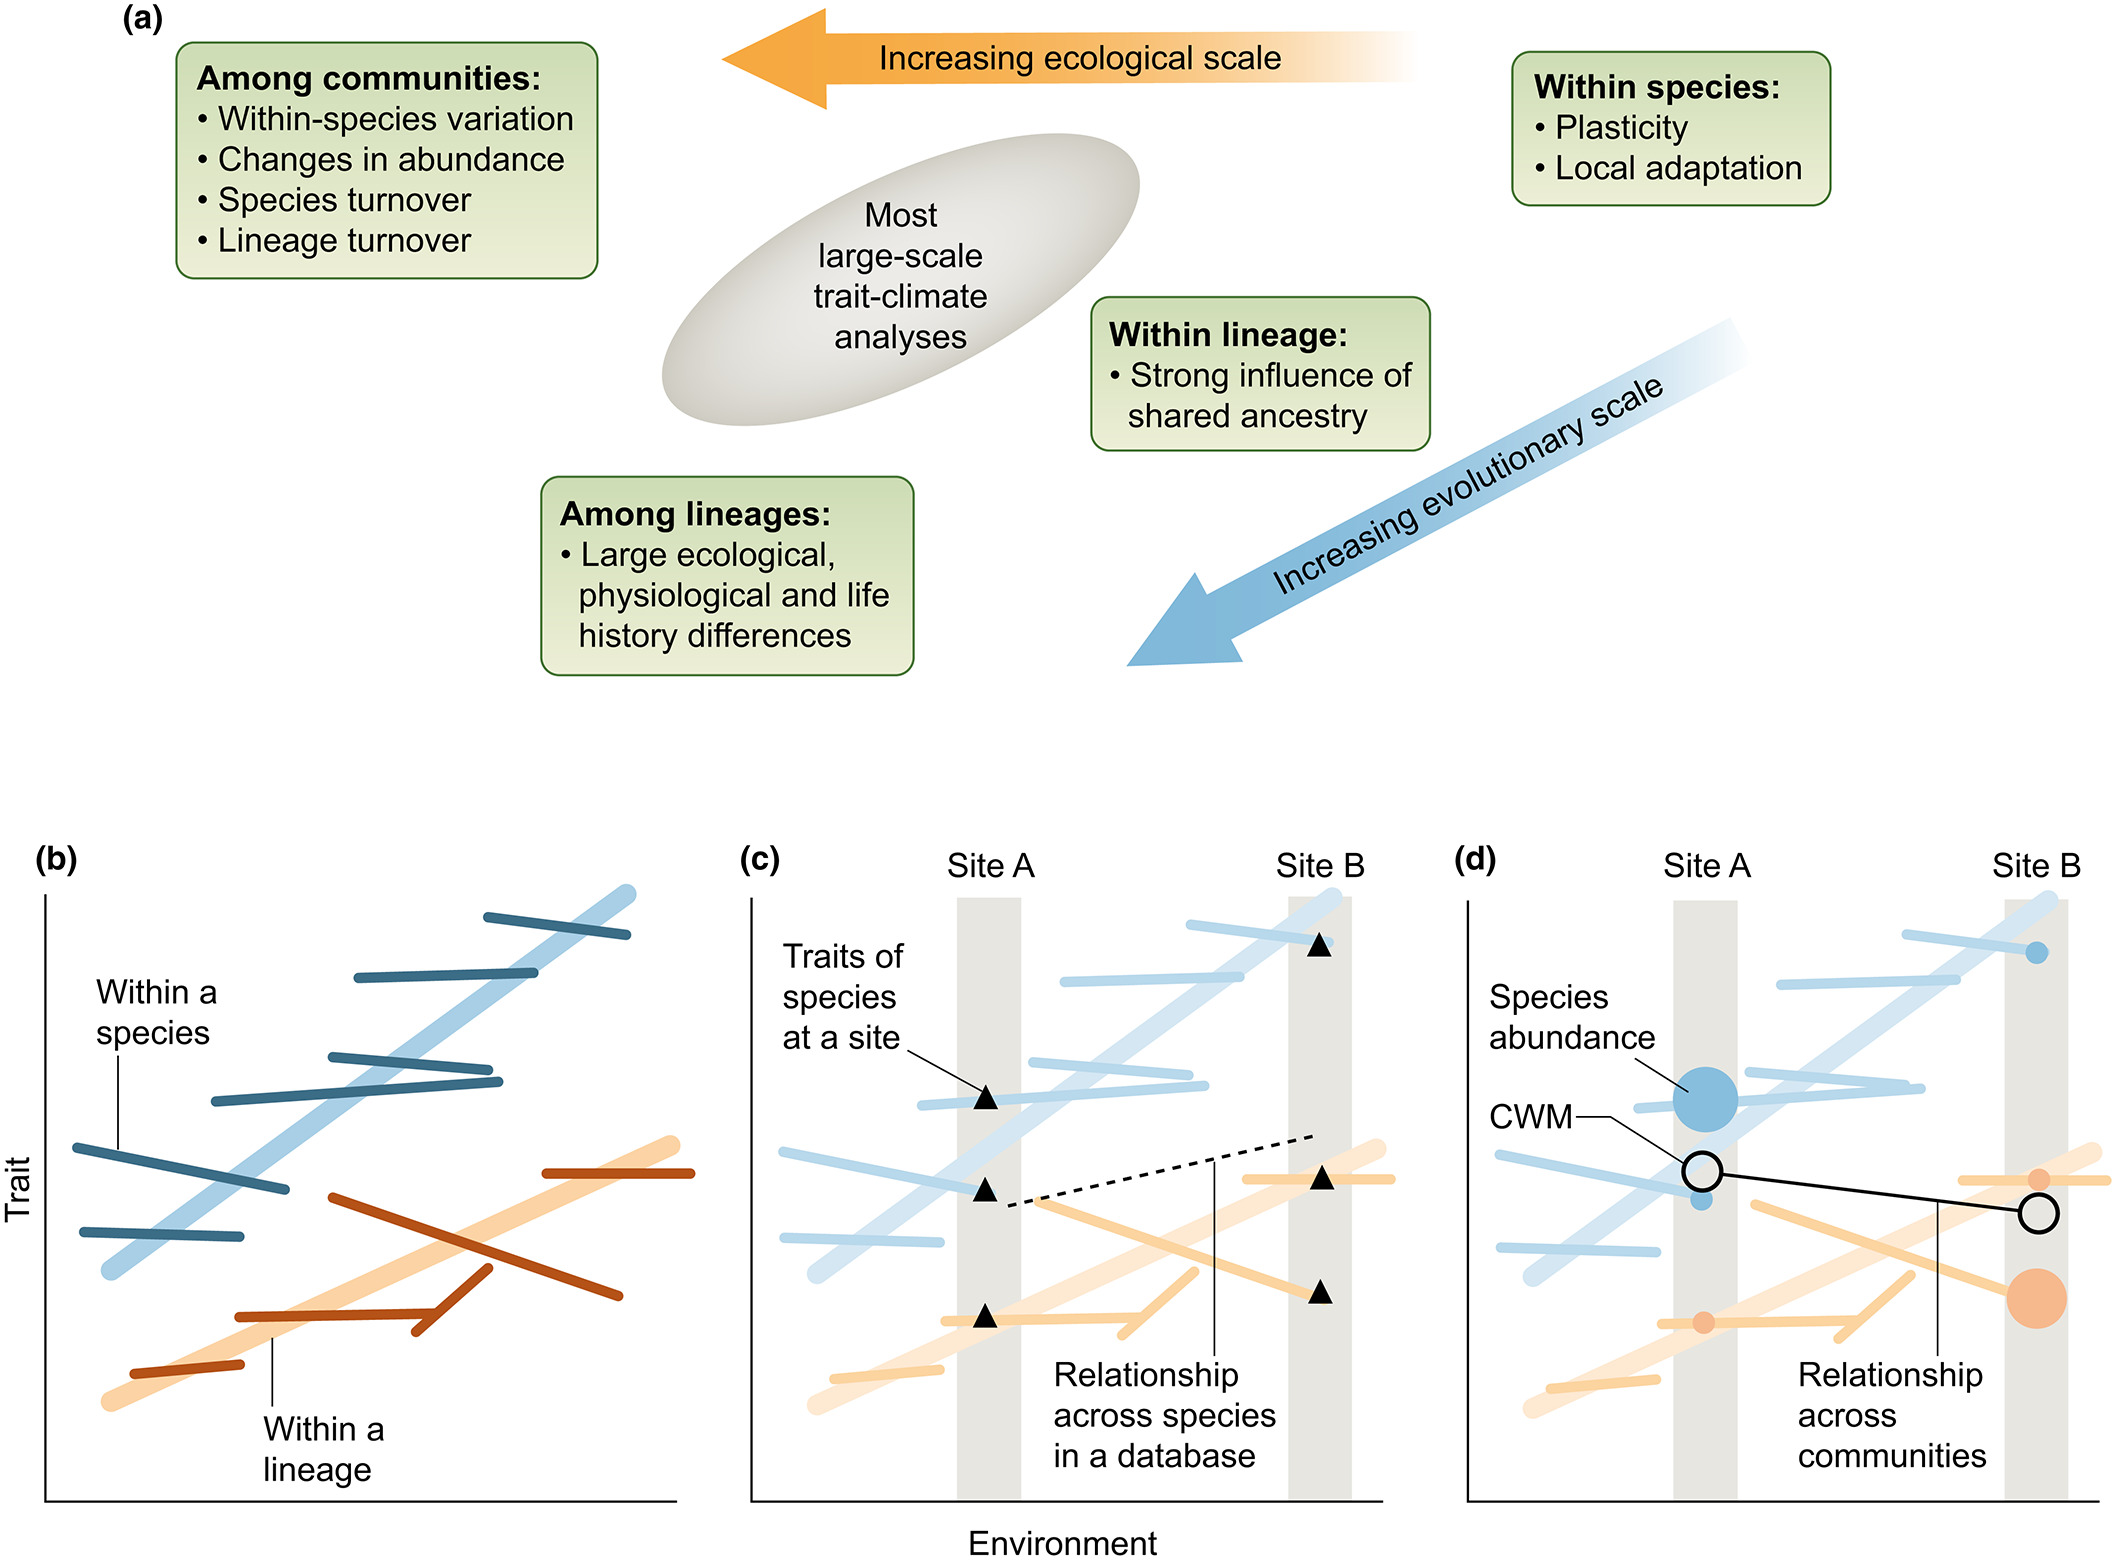 (a)
Increasing ecological scale
Among communities:
• Within-species variation
• Changes in abundance
• Species turnover
• Lineage turnover
Within species:
• Plasticity
• Local adaptation
Most
large-scale
trait-climate
analyses
Within lineage:
• Strong influence of
shared ancestry
Increasing evolutionary scale
Among lineages:
• Large ecological,
physiological and life
history differences
(b)
Within a
species
Within a
lineage
Trait
(c)
Site A
Site B
Traits of
species
at a site
Relationship
across species
in a database
Environment
(d)
Site A
Site B
Species
abundance
CWM
Relationship
across
communities